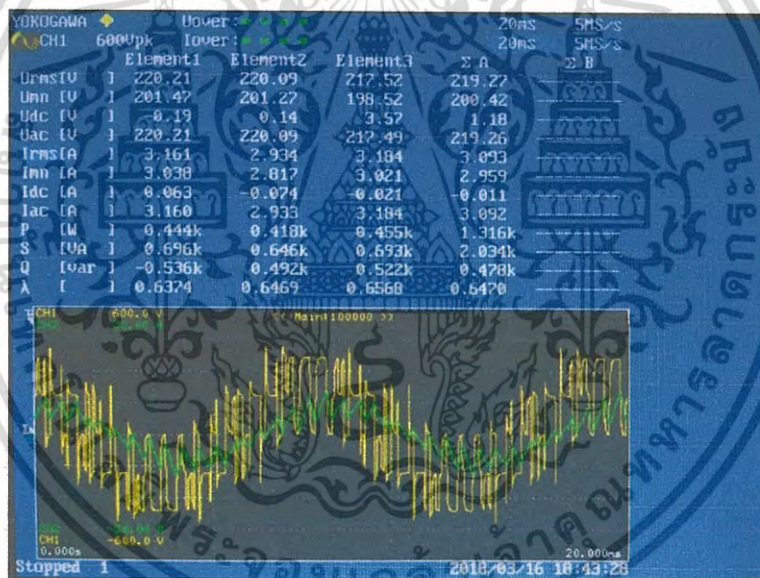 YOKOGAWA Uover: 20ms 5MS/s
CH1 600Vpk Iover: 20ms 5MS/s
Element1 Element2 Element3 Σ A Σ B
Urms[V ] 220.21 220.09 217.52 219.27
Umn [V ] 201.47 201.27 198.52 200.42
Udc [V ] 0.19 0.14 3.57 1.18
Uac [V ] 220.21 220.09 217.49 219.26
Irms[A ] 3.161 2.934 3.184 3.093
Imn [A ] 3.038 2.817 3.021 2.959
Idc [A ] 0.063 -0.074 -0.021 -0.011
Iac [A ] 3.160 2.933 3.184 3.092
P [W ] 0.444k 0.418k 0.455k 1.316k
S [VA ] 0.696k 0.646k 0.693k 2.034k
Q [var ] -0.536k 0.492k 0.522k 0.478k
λ [ ] 0.6374 0.6469 0.6568 0.6470
CH1 600.0 V << Main:100000 >>
CH1 -600.0 V
0.000s 20.000ms
Stopped 1 2018/03/16 18:43:28